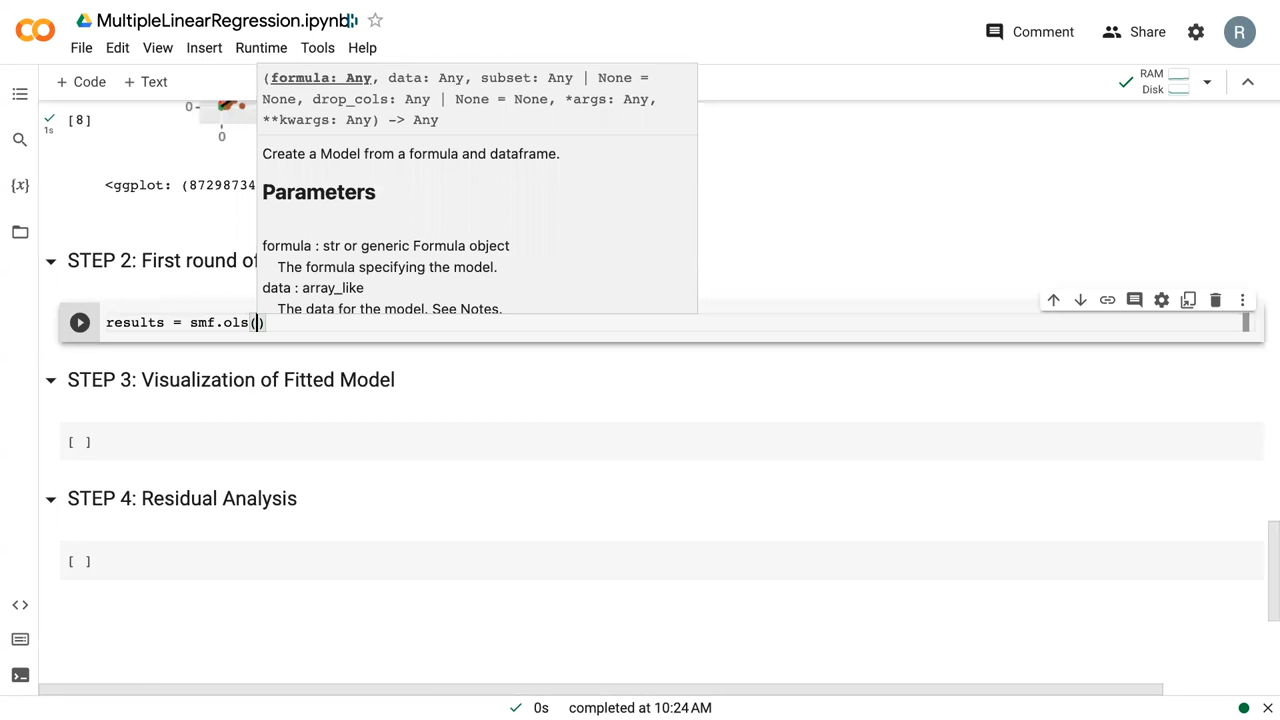 MultipleLinearRegression.ipynb
File Edit View Insert Runtime Tools Help
Comment
Share
R
+ Code + Text
RAM
Disk
(formula: Any, data: Any, subset: Any | None =
None, drop_cols: Any | None = None, *args: Any,
**kwargs: Any) -> Any
Create a Model from a formula and dataframe.
Parameters
formula : str or generic Formula object
The formula specifying the model.
data : array_like
The data for the model. See Notes.
0
[8]
1s
0
<ggplot: (87298734
STEP 2: First round of
results = smf.ols()
STEP 3: Visualization of Fitted Model
[ ]
STEP 4: Residual Analysis
[ ]
{x}
0s completed at 10:24 AM